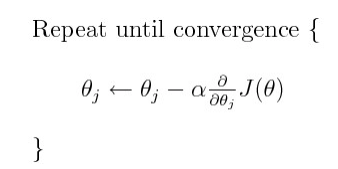 Repeat until convergence {
θ_j ← θ_j − α ∂/∂θ_j J(θ)
}